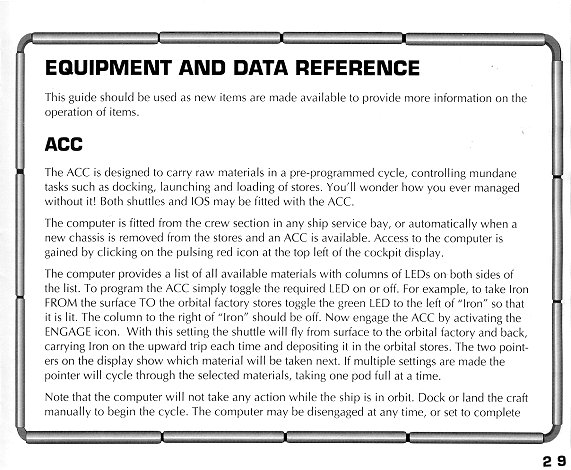 EQUIPMENT AND DATA REFERENCE
This guide should be used as new items are made available to provide more information on the
operation of items.
ACC
The ACC is designed to carry raw materials in a pre-programmed cycle, controlling mundane
tasks such as docking, launching and loading of stores. You'll wonder how you ever managed
without it! Both shuttles and IOS may be fitted with the ACC.
The computer is fitted from the crew section in any ship service bay, or automatically when a
new chassis is removed from the stores and an ACC is available. Access to the computer is
gained by clicking on the pulsing red icon at the top left of the cockpit display.
The computer provides a list of all available materials with columns of LEDs on both sides of
the list. To program the ACC simply toggle the required LED on or off. For example, to take Iron
FROM the surface TO the orbital factory stores toggle the green LED to the left of "Iron" so that
it is lit. The column to the right of "Iron" should be off. Now engage the ACC by activating the
ENGAGE icon. With this setting the shuttle will fly from surface to the orbital factory and back,
carrying Iron on the upward trip each time and depositing it in the orbital stores. The two point-
ers on the display show which material will be taken next. If multiple settings are made the
pointer will cycle through the selected materials, taking one pod full at a time.
Note that the computer will not take any action while the ship is in orbit. Dock or land the craft
manually to begin the cycle. The computer may be disengaged at any time, or set to complete
2 9